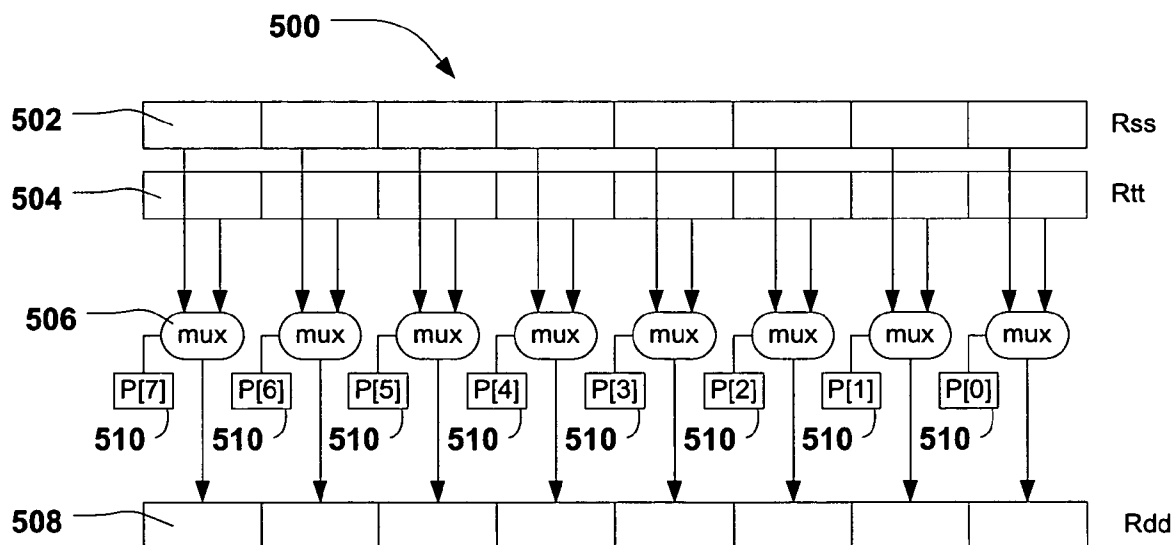 500
502 Rss
504 Rtt
506 mux mux mux mux mux mux mux mux
P[7] P[6] P[5] P[4] P[3] P[2] P[1] P[0]
510 510 510 510 510 510 510 510
508 Rdd